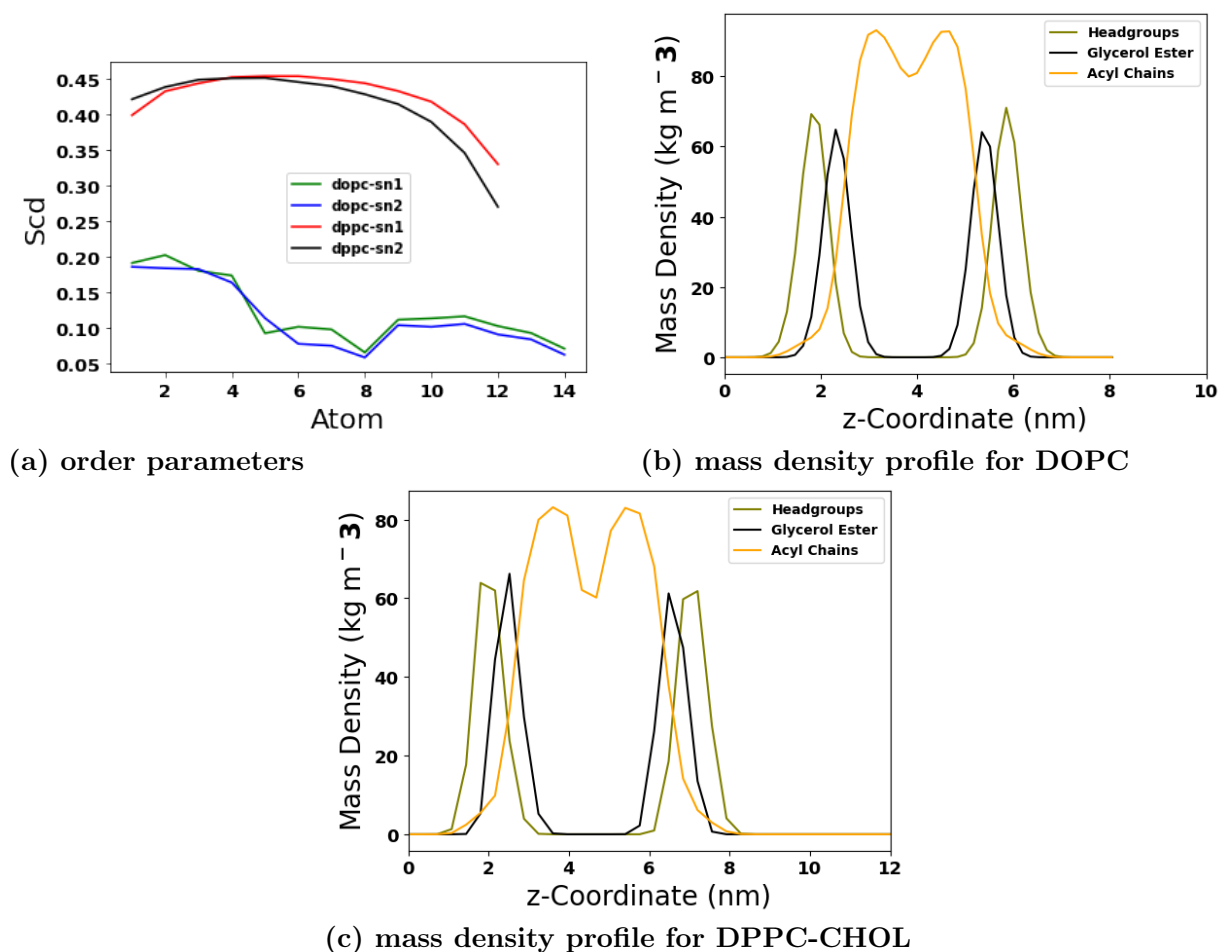 Scd
0.45
0.40
0.35
0.30
0.25
0.20
0.15
0.10
0.05
dopc-sn1
dopc-sn2
dppc-sn1
dppc-sn2
2 4 6 8 10 12 14
Atom
(a) order parameters
Mass Density (kg m⁻3)
80
60
40
20
0
Headgroups
Glycerol Ester
Acyl Chains
0 2 4 6 8 10
z-Coordinate (nm)
(b) mass density profile for DOPC
Mass Density (kg m⁻3)
80
60
40
20
0
Headgroups
Glycerol Ester
Acyl Chains
0 2 4 6 8 10 12
z-Coordinate (nm)
(c) mass density profile for DPPC-CHOL